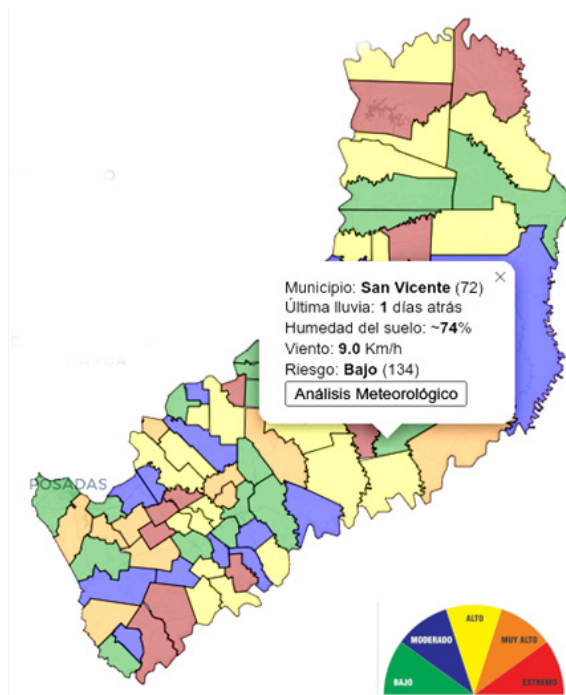 ×
Municipio: San Vicente (72)
Última lluvia: 1 días atrás
Humedad del suelo: ~74%
Viento: 9.0 Km/h
Riesgo: Bajo (134)
Análisis Meteorológico
POSADAS
ALTO
MODERADO
MUY ALTO
BAJO
EXTREMO